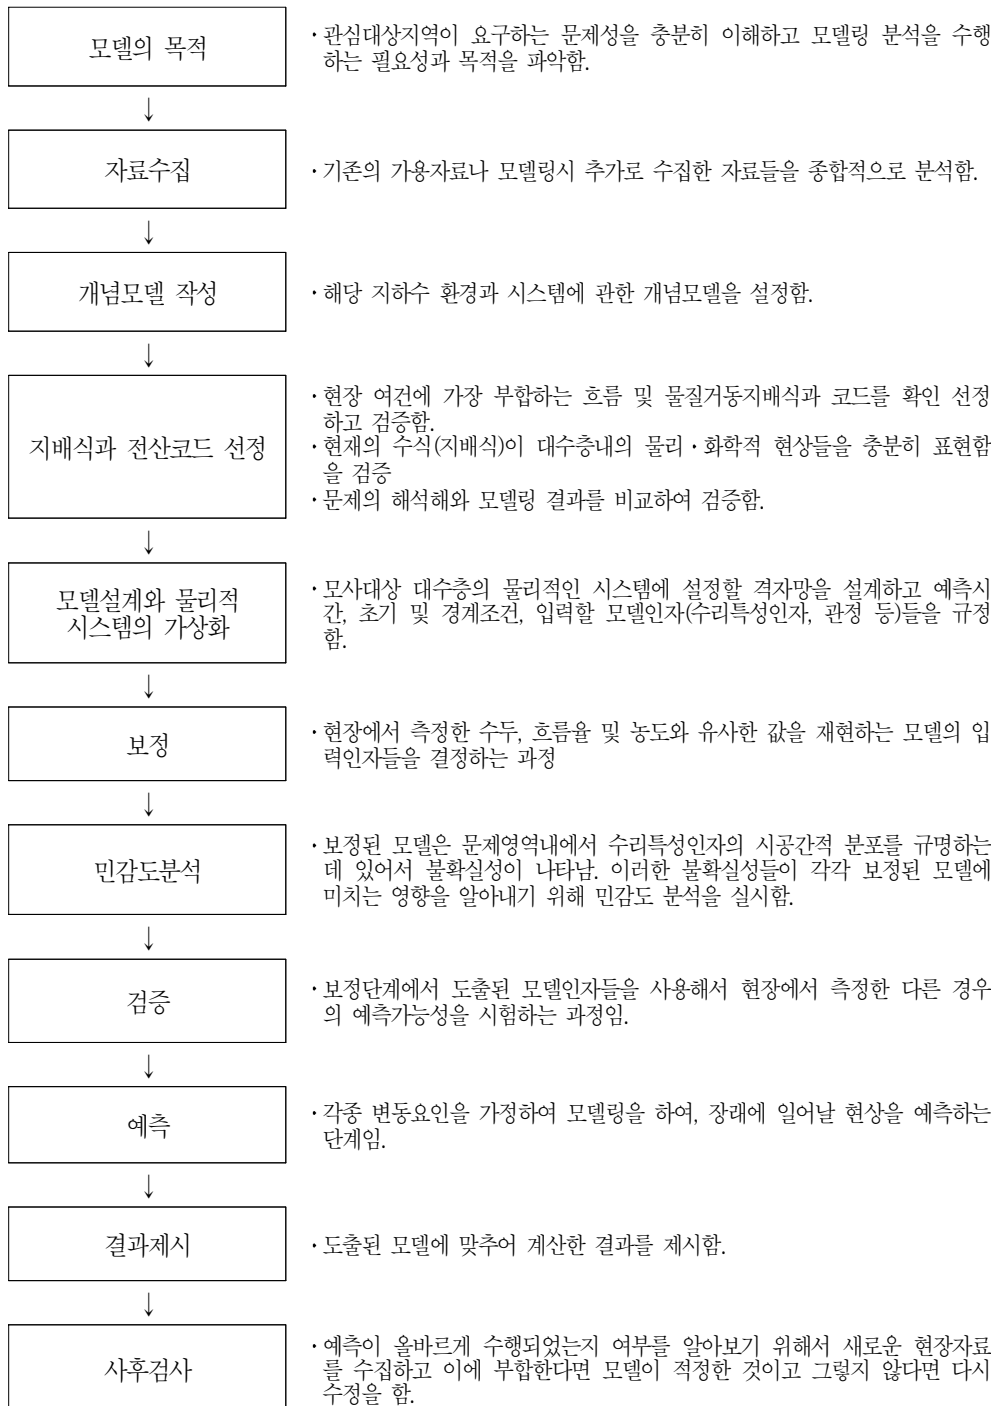 모델의 목적
· 관심대상지역이 요구하는 문제성을 충분히 이해하고 모델링 분석을 수행
하는 필요성과 목적을 파악함.
↓
자료수집
· 기존의 가용자료나 모델링시 추가로 수집한 자료들을 종합적으로 분석함.
↓
개념모델 작성
· 해당 지하수 환경과 시스템에 관한 개념모델을 설정함.
↓
지배식과 전산코드 선정
· 현장 여건에 가장 부합하는 흐름 및 물질거동지배식과 코드를 확인 선정
하고 검증함.
· 현재의 수식(지배식)이 대수층내의 물리·화학적 현상들을 충분히 표현함
을 검증
· 문제의 해석해와 모델링 결과를 비교하여 검증함.
↓
모델설계와 물리적
시스템의 가상화
· 모사대상 대수층의 물리적인 시스템에 설정할 격자망을 설계하고 예측시
간, 초기 및 경계조건, 입력할 모델인자(수리특성인자, 관정 등)들을 규정
함.
↓
보정
· 현장에서 측정한 수두, 흐름율 및 농도와 유사한 값을 재현하는 모델의 입
력인자들을 결정하는 과정
↓
민감도분석
· 보정된 모델은 문제영역내에서 수리특성인자의 시공간적 분포를 규명하는
데 있어서 불확실성이 나타남. 이러한 불확실성들이 각각 보정된 모델에
미치는 영향을 알아내기 위해 민감도 분석을 실시함.
↓
검증
· 보정단계에서 도출된 모델인자들을 사용해서 현장에서 측정한 다른 경우
의 예측가능성을 시험하는 과정임.
↓
예측
· 각종 변동요인을 가정하여 모델링을 하여, 장래에 일어날 현상을 예측하는
단계임.
↓
결과제시
· 도출된 모델에 맞추어 계산한 결과를 제시함.
↓
사후검사
· 예측이 올바르게 수행되었는지 여부를 알아보기 위해서 새로운 현장자료
를 수집하고 이에 부합한다면 모델이 적정한 것이고 그렇지 않다면 다시
수정을 함.